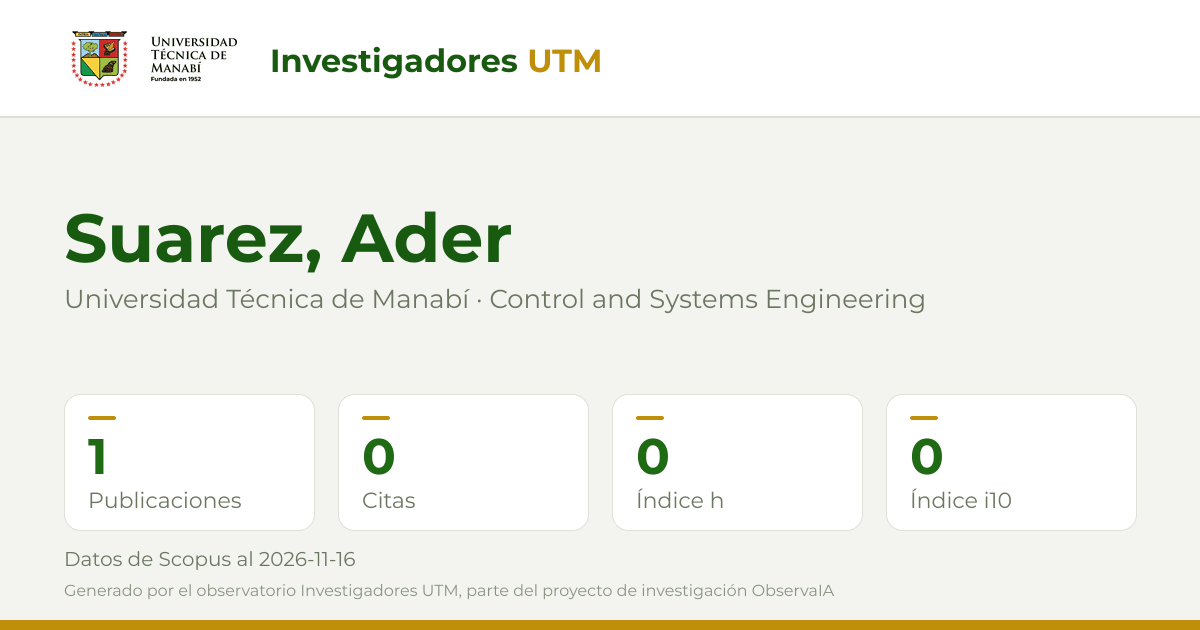 UNIVERSIDAD
TÉCNICA DE
MANABÍ
Fundada en 1952
Investigadores UTM
Suarez, Ader
Universidad Técnica de Manabí · Control and Systems Engineering
1
Publicaciones
0
Citas
0
Índice h
0
Índice i10
Datos de Scopus al 2026-11-16
Generado por el observatorio Investigadores UTM, parte del proyecto de investigación ObservaIA